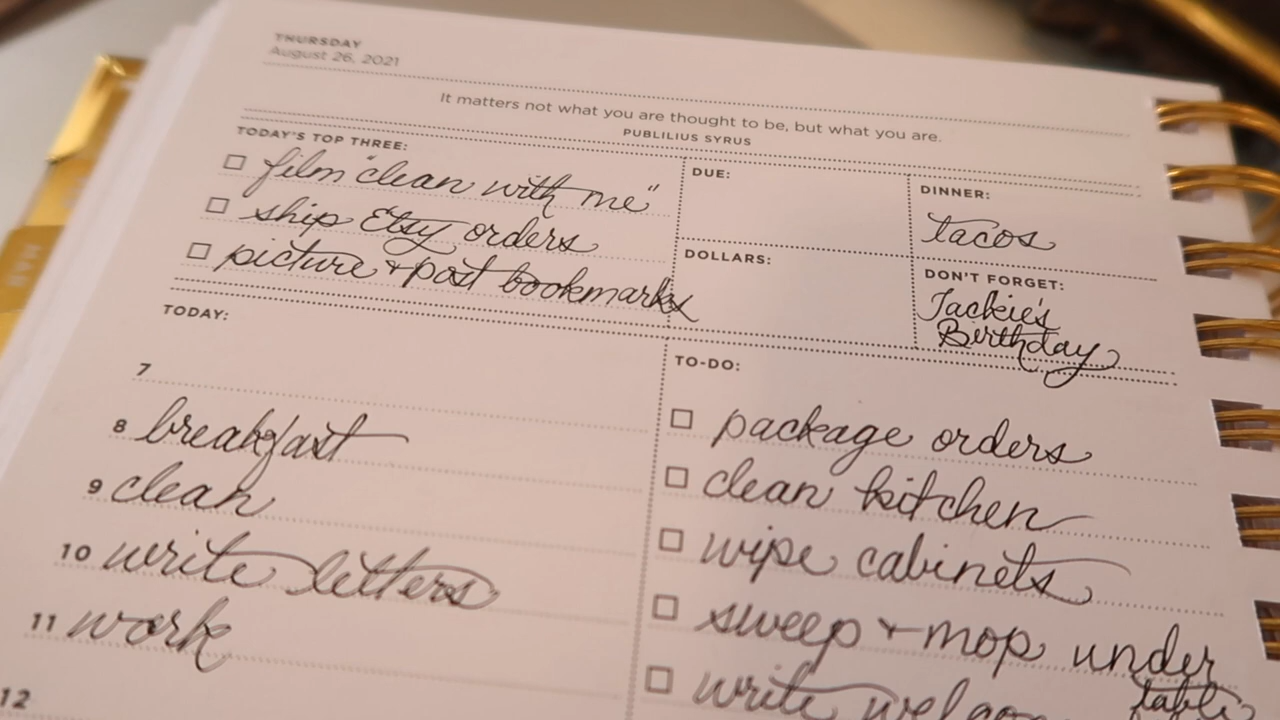 THURSDAY
August 26, 2021
It matters not what you are thought to be, but what you are.
PUBLILIUS SYRUS
TODAY'S TOP THREE:
film "clean with me"
ship Etsy orders
picture + post bookmarks
DUE:
DOLLARS:
DINNER:
tacos
DON'T FORGET:
Jackie's
Birthday
TODAY:
7
8 breakfast
9 clean
10 write letters
11 work
12
TO-DO:
package orders
clean kitchen
wipe cabinets
sweep + mop under
table
write
MAR